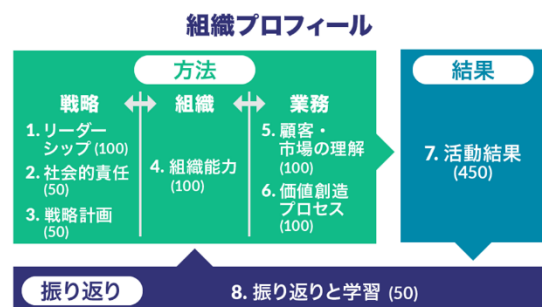 組織プロフィール
方法
戦略
組織
業務
1. リーダー
シップ (100)
2. 社会的責任
(50)
3. 戦略計画
(50)
4. 組織能力
(100)
5. 顧客・
市場の理解
(100)
6. 価値創造
プロセス
(100)
結果
7. 活動結果
(450)
振り返り
8. 振り返りと学習 (50)